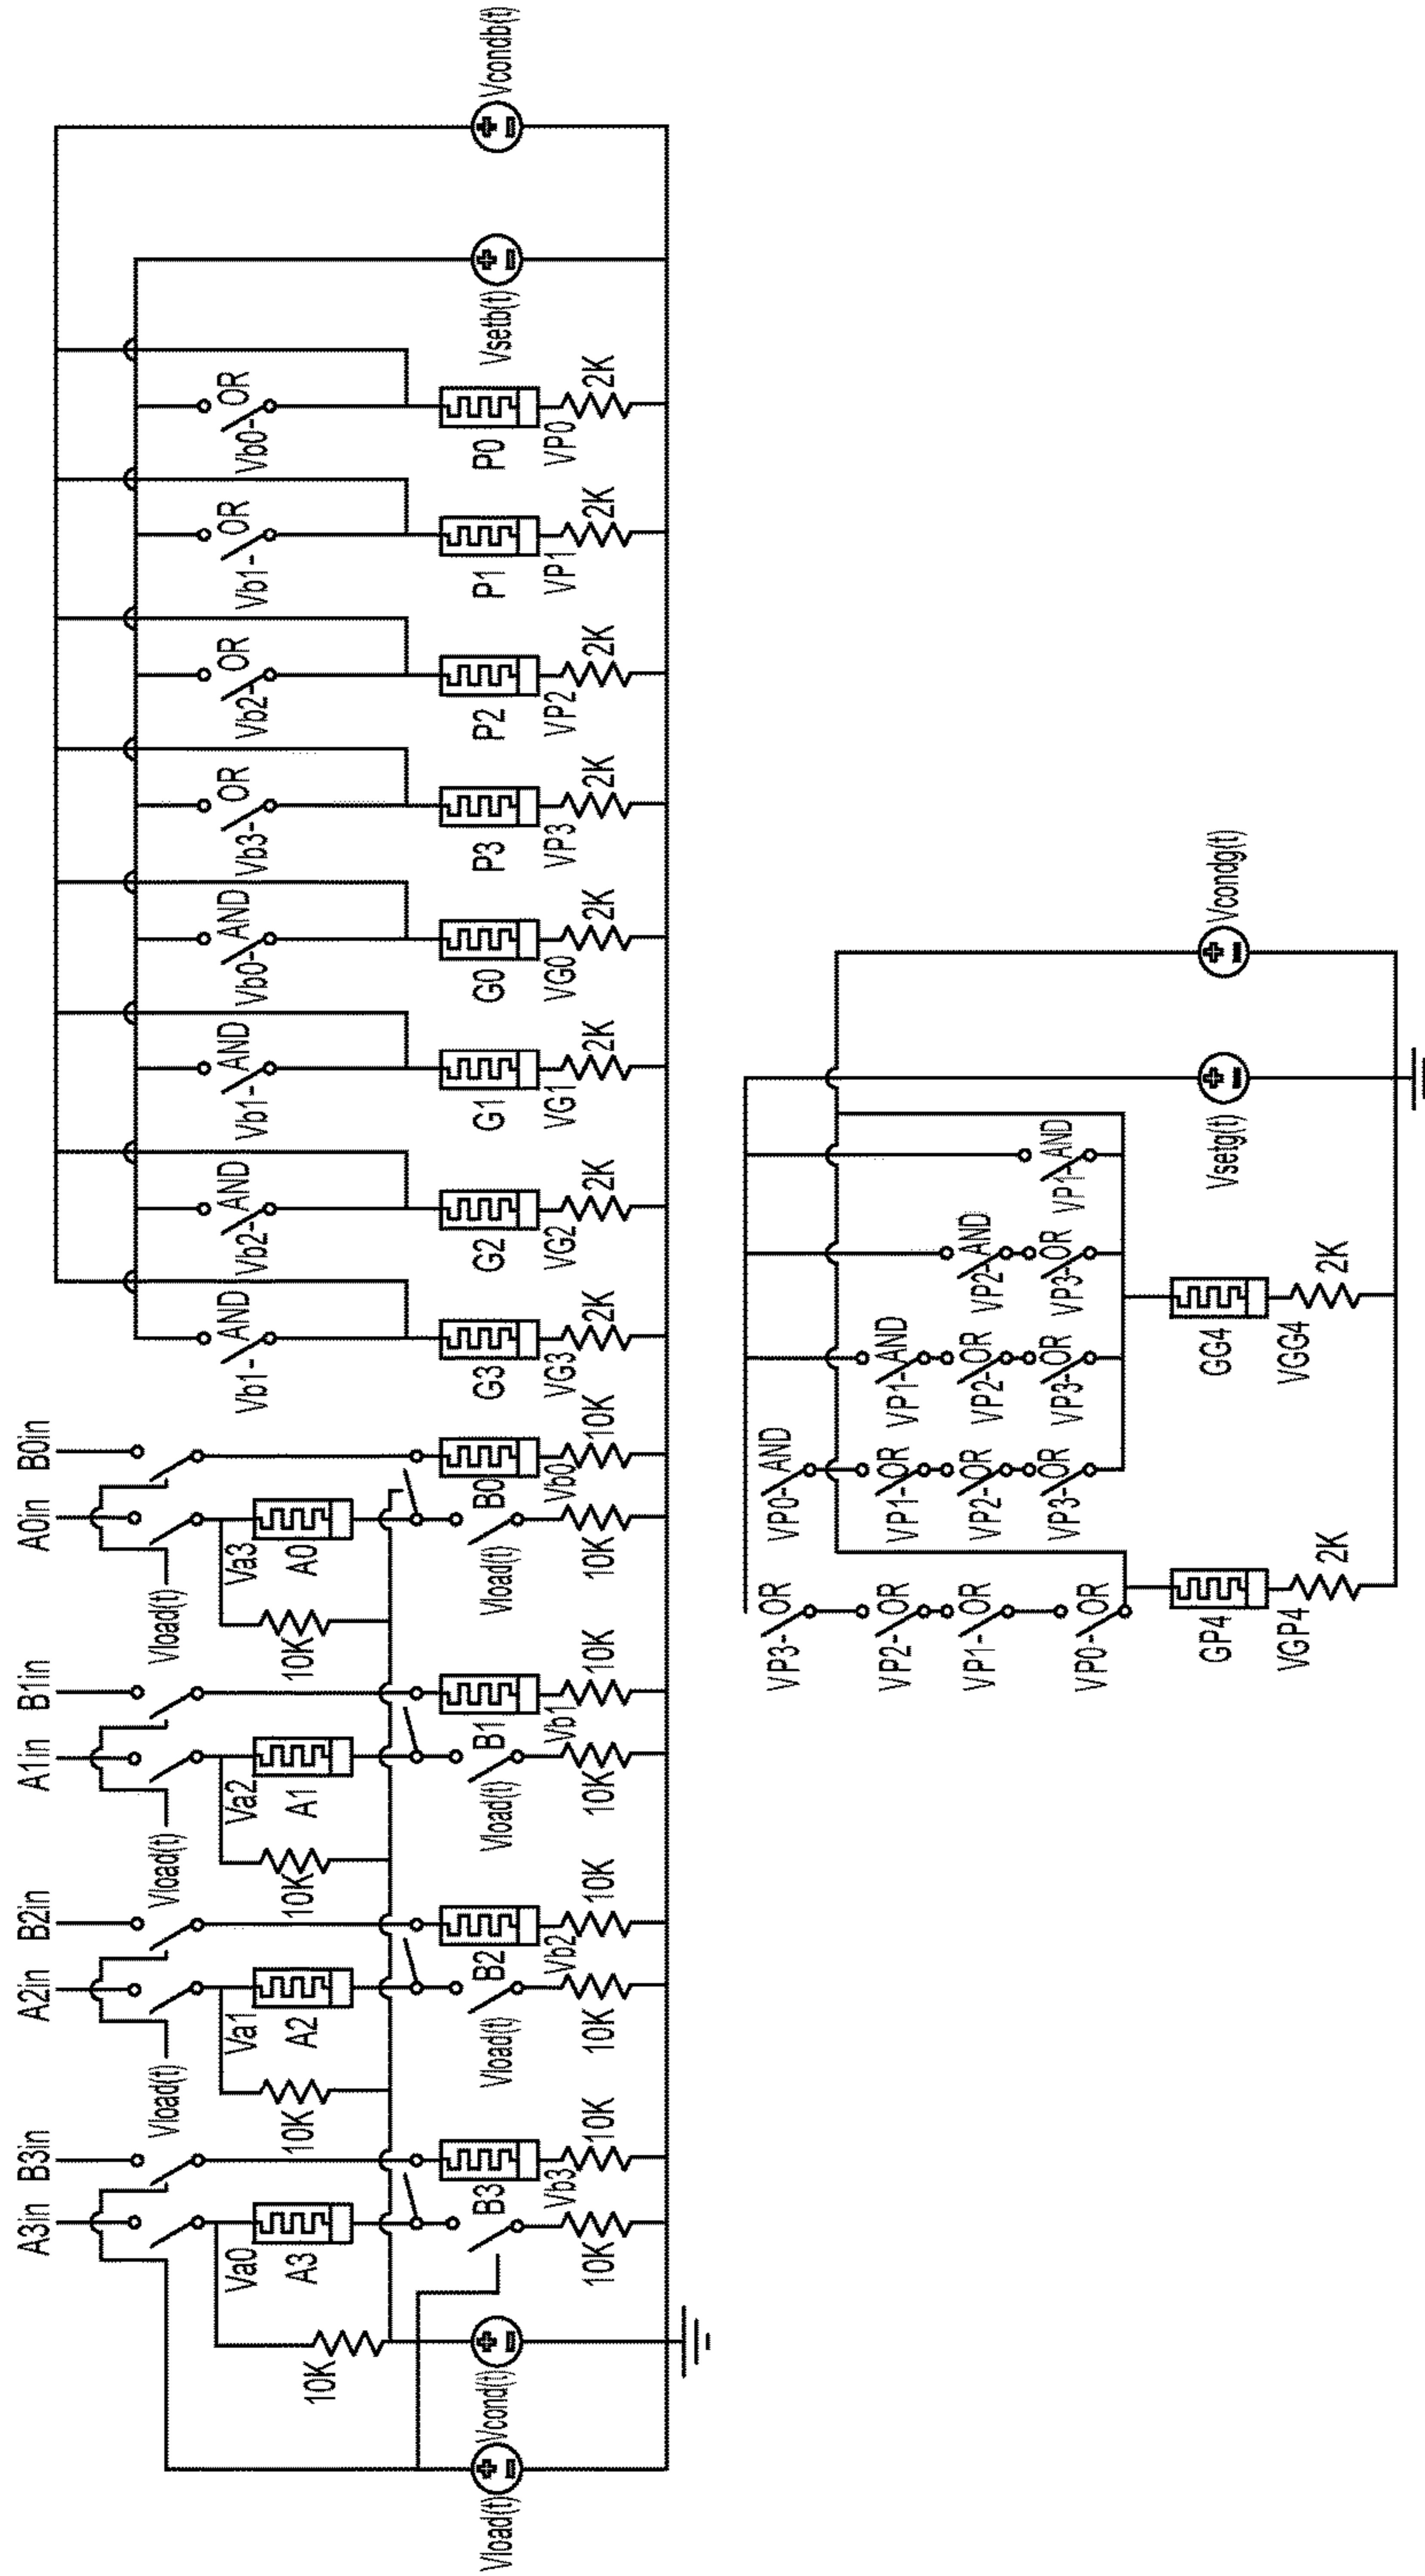 A3in
B3in
A2in
B2in
A1in
B1in
A0in
B0in
Vload(t)
Vload(t)
Vload(t)
Va0
Va1
Va2
Va3
Vb1- AND
Vb2- AND
Vb1- AND
Vb0- AND
Vb3- OR
Vb2- OR
Vb1- OR
Vb0- OR
10K
A3
10K
A2
10K
A1
10K
A0
Vload(t)
Vcond(t)
B3
Vload(t)
B2
Vload(t)
B1
Vload(t)
B0
G3
G2
G1
G0
P3
P2
P1
P0
Vsetb(t)
Vcondb(t)
Vb3
Vb2
Vb1
Vb0
VG3
VG2
VG1
VG0
VP3
VP2
VP1
VP0
10K
10K
10K
10K
10K
10K
10K
10K
2K
2K
2K
2K
2K
2K
2K
2K
VP3- OR
VP0- AND
VP2- OR
VP1- OR
VP1- AND
VP1- OR
VP2- OR
VP2- OR
VP2- AND
VP0- OR
VP3- OR
VP3- OR
VP3- OR
VP1- AND
GP4
GG4
Vsetg(t)
Vcondg(t)
VGP4
2K
VGG4
2K